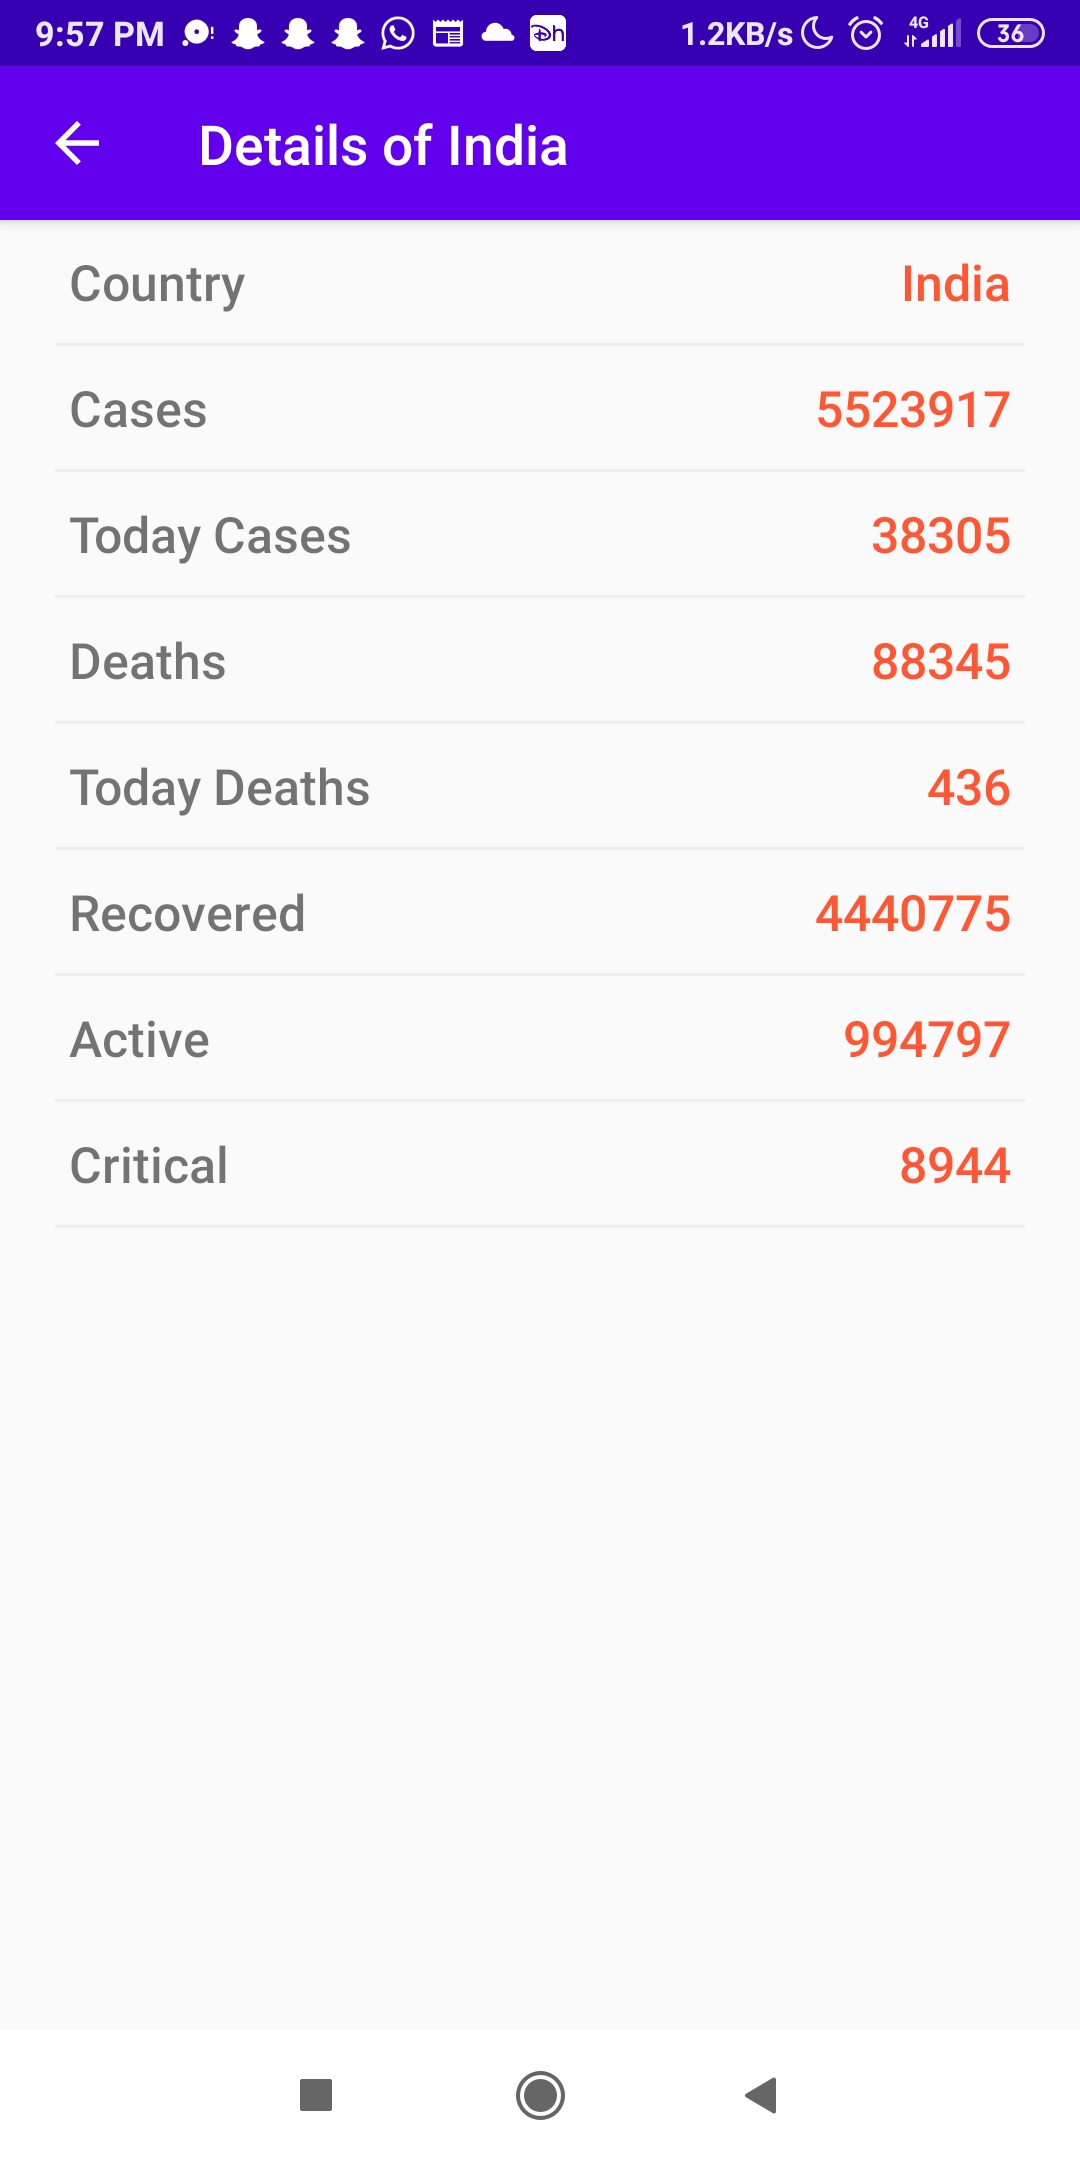 9:57 PM Dh 1.2KB/s 4G 36
Details of India
Country India
Cases 5523917
Today Cases 38305
Deaths 88345
Today Deaths 436
Recovered 4440775
Active 994797
Critical 8944